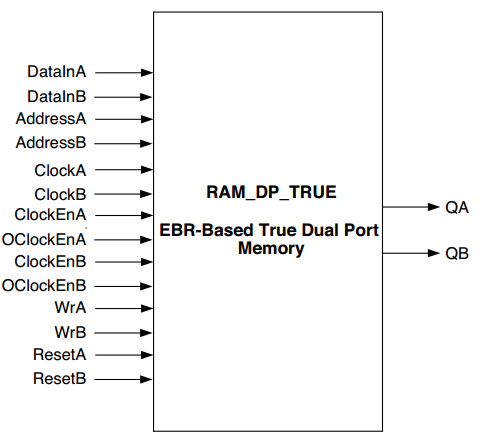 DataInA
DataInB
AddressA
AddressB
ClockA
ClockB
ClockEnA
OClockEnA
ClockEnB
OClockEnB
WrA
WrB
ResetA
ResetB
RAM_DP_TRUE
EBR-Based True Dual Port
Memory
QA
QB